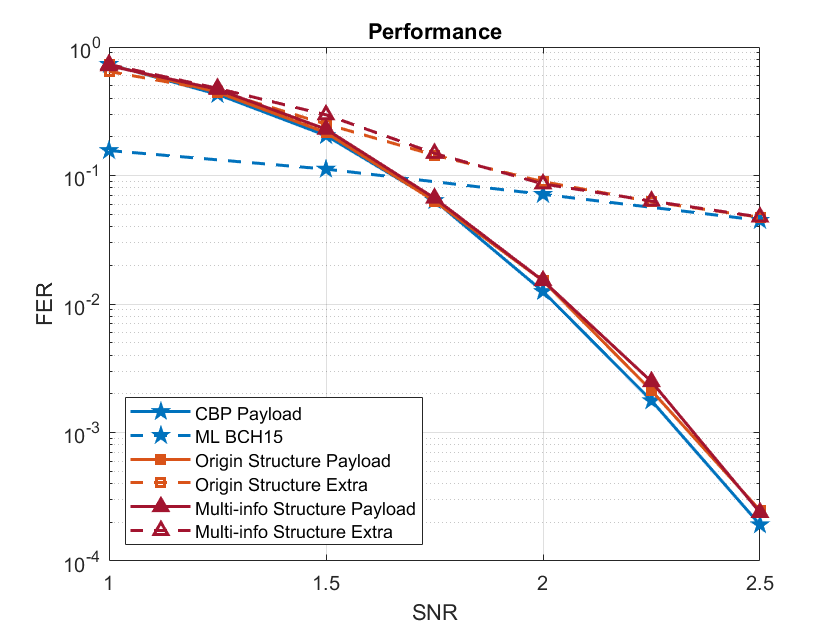 Performance
10^0
10^-1
10^-2
10^-3
10^-4
FER
CBP Payload
ML BCH15
Origin Structure Payload
Origin Structure Extra
Multi-info Structure Payload
Multi-info Structure Extra
1 1.5 2 2.5
SNR